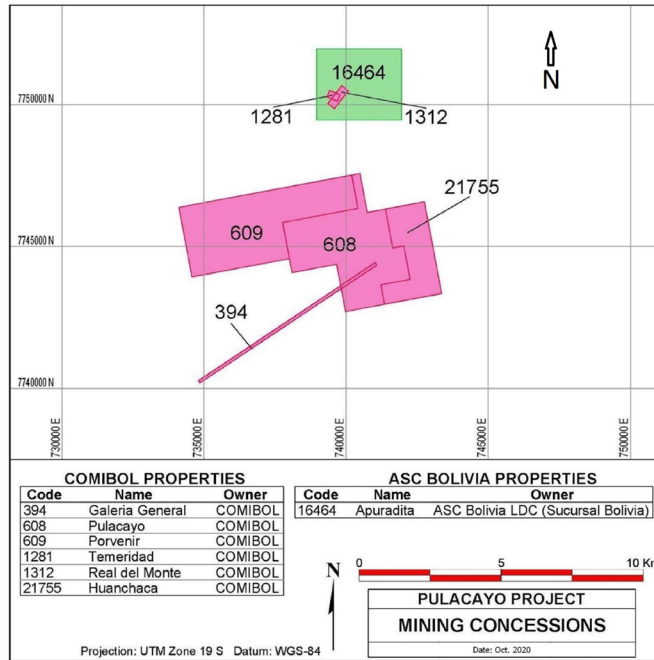 N
16464
7750000 N
1281
1312
21755
609
608
7745000 N
394
7740000 N
730000 E
735000 E
740000 E
745000 E
750000 E
COMIBOL PROPERTIES
Code Name Owner
394 Galeria General COMIBOL
608 Pulacayo COMIBOL
609 Porvenir COMIBOL
1281 Temeridad COMIBOL
1312 Real del Monte COMIBOL
21755 Huanchaca COMIBOL
ASC BOLIVIA PROPERTIES
Code Name Owner
16464 Apuradita ASC Bolivia LDC (Sucursal Bolivia)
N
0 5 10 Km
PULACAYO PROJECT
MINING CONCESSIONS
Date: Oct. 2020
Projection: UTM Zone 19 S Datum: WGS-84